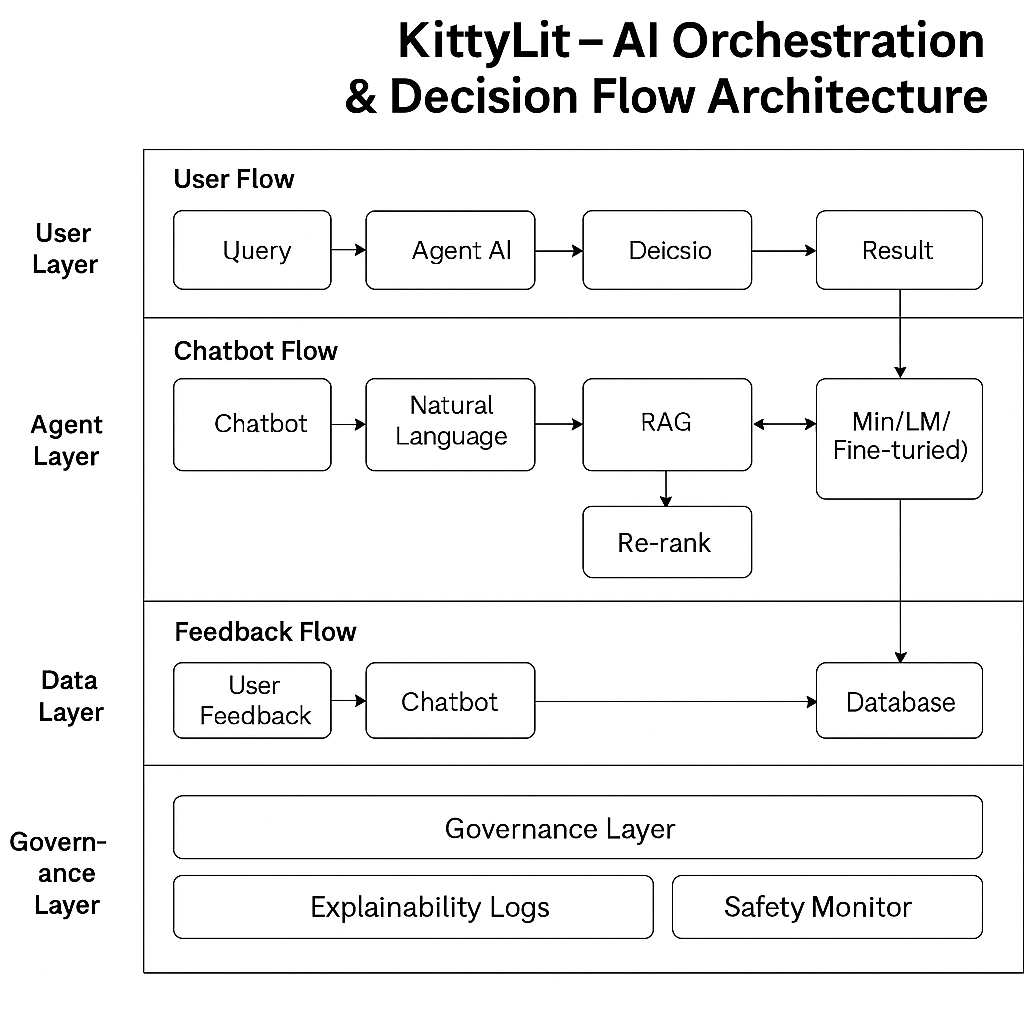 KittyLit – AI Orchestration
& Decision Flow Architecture
User
Layer
User Flow
Query
Agent AI
Deicsio
Result
Agent
Layer
Chatbot Flow
Chatbot
Natural
Language
RAG
Min/LM/
Fine-turied)
Re-rank
Data
Layer
Feedback Flow
User
Feedback
Chatbot
Database
Govern-
ance
Layer
Governance Layer
Explainability Logs
Safety Monitor